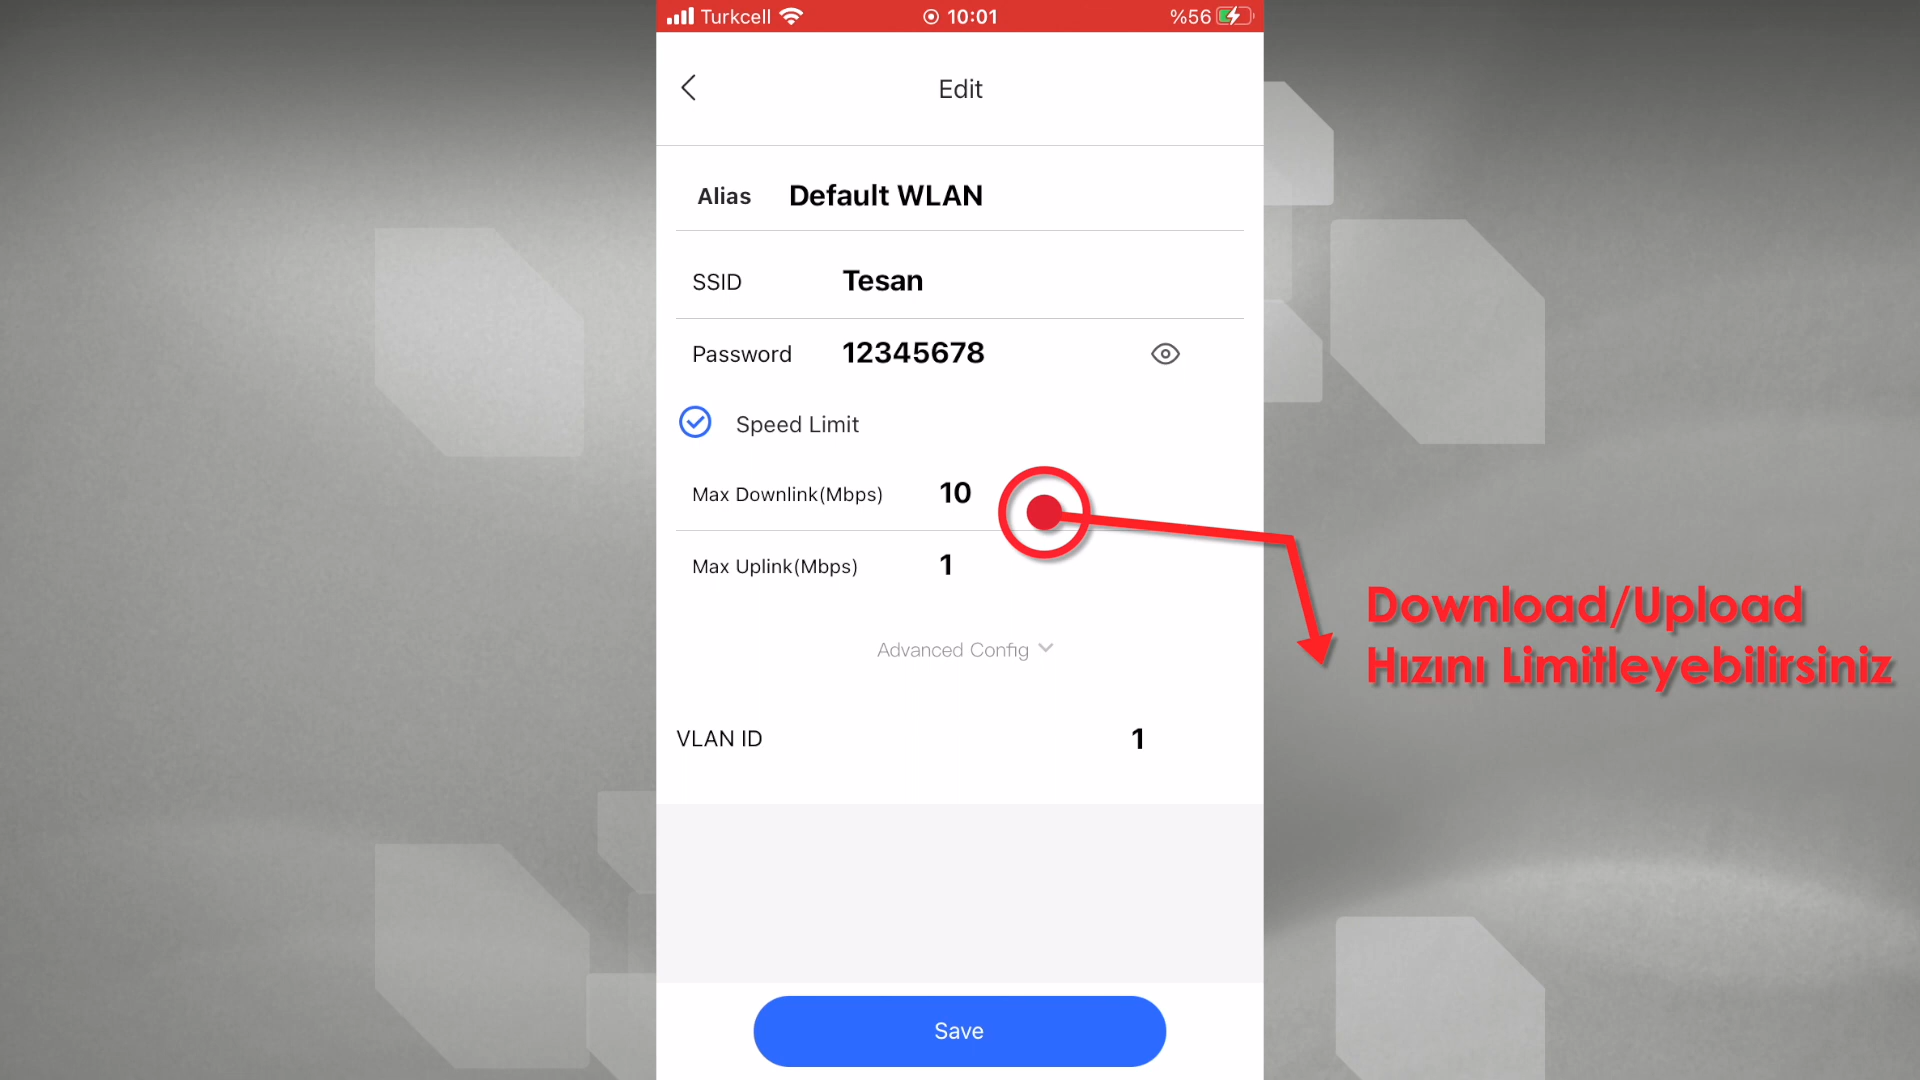 Turkcell 10:01 %56
Edit
Alias Default WLAN
SSID Tesan
Password 12345678
Speed Limit
Max Downlink(Mbps) 10
Max Uplink(Mbps) 1
Download/Upload
Hızını Limitleyebilirsiniz
Advanced Config
VLAN ID 1
Save